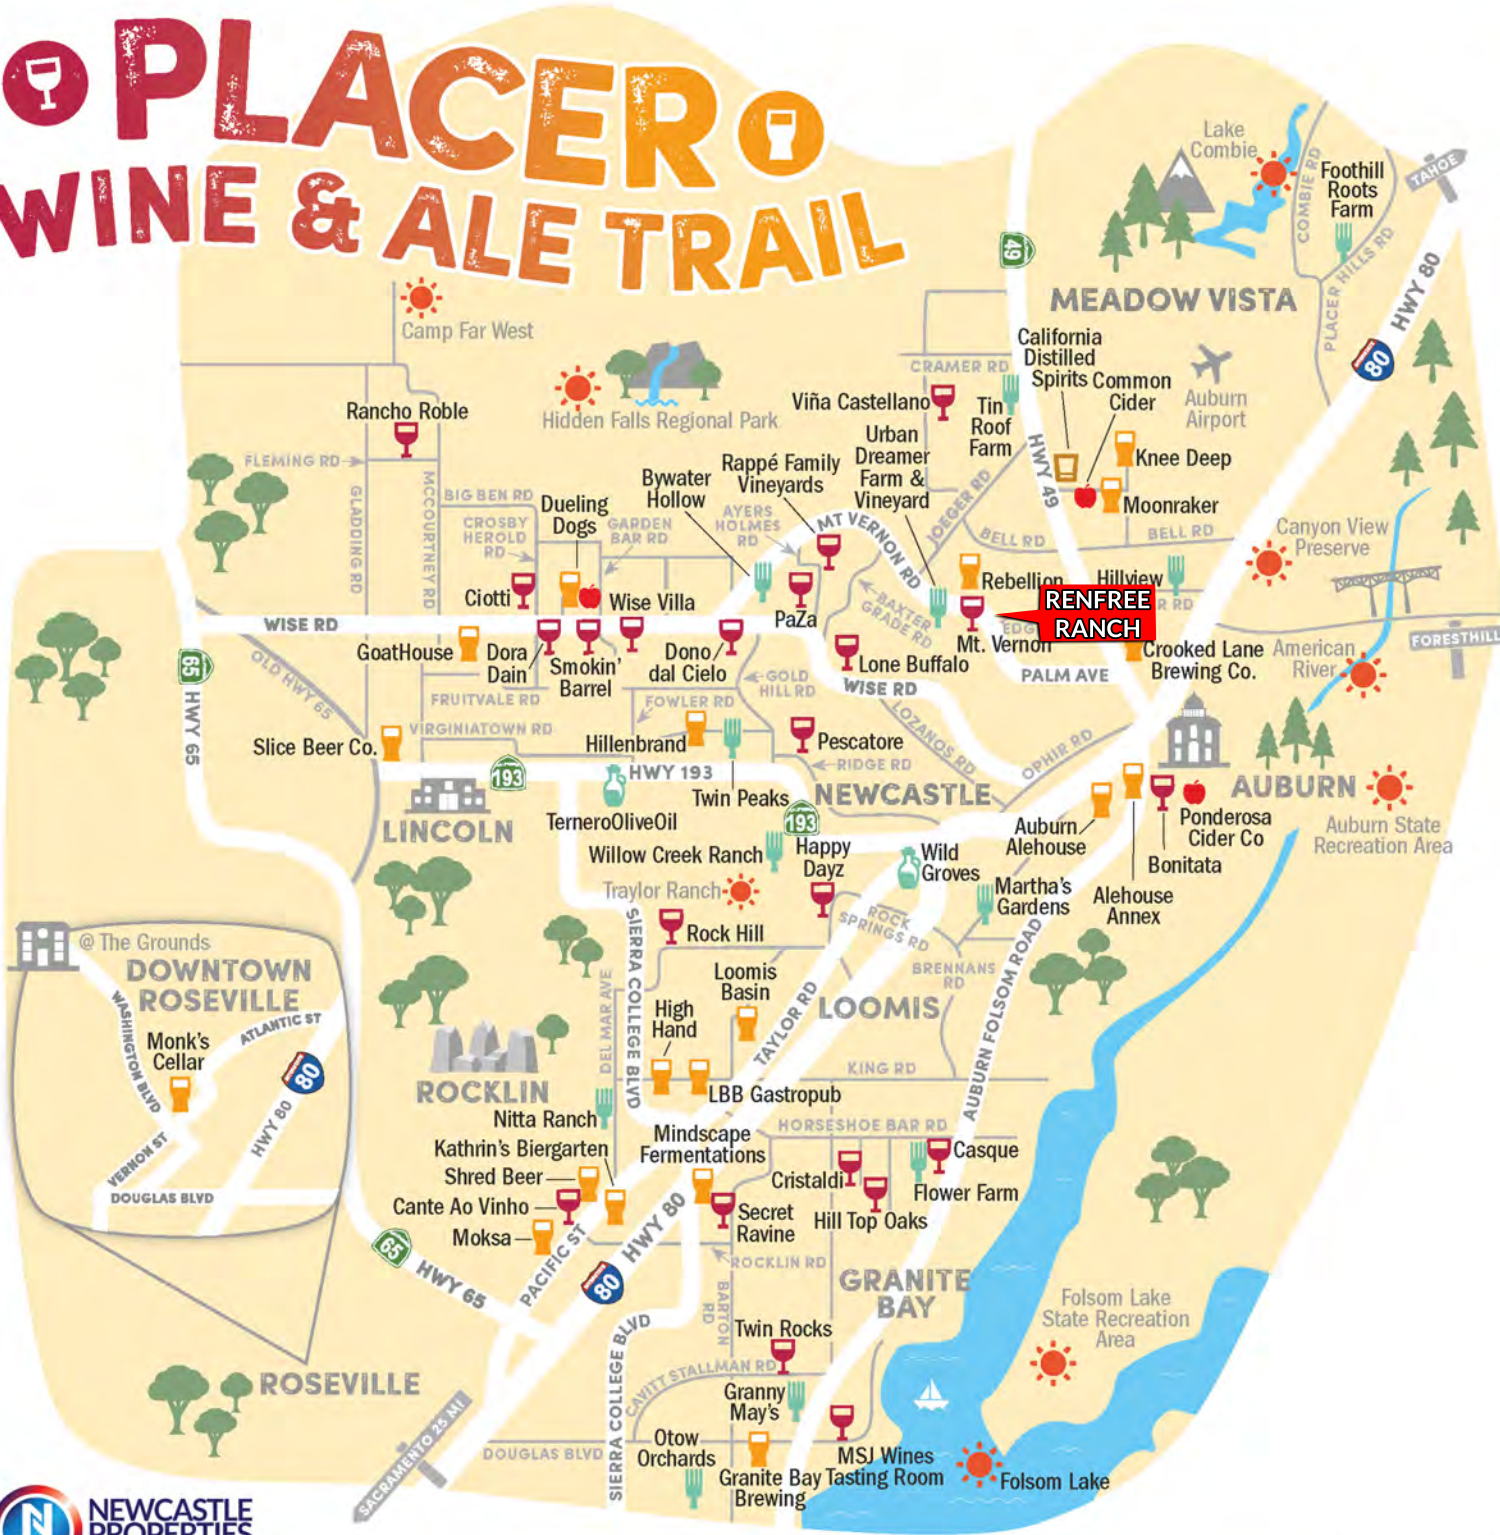 PLACER
WINE & ALE TRAIL
Lake
Combie
COMBIE RD
Foothill
Roots
Farm
TAHOE
PLACER HILLS RD
HWY 80
80
49
MEADOW VISTA
Camp Far West
Hidden Falls Regional Park
CRAMER RD
California
Distilled
Spirits
Common
Cider
Auburn
Airport
Rancho Roble
Viña Castellano
Tin
Roof
Farm
HWY 49
Knee Deep
Moonraker
FLEMING RD
GLADDING RD
MCCOURTNEY RD
BIG BEN RD
CROSBY
HEROLD
RD
Dueling
Dogs
GARDEN
BAR RD
Bywater
Hollow
Rappé Family
Vineyards
AYERS
HOLMES
RD
Urban
Dreamer
Farm &
Vineyard
MT VERNON RD
JOEGER RD
BELL RD
BELL RD
Canyon View
Preserve
Ciotti
Wise Villa
PaZa
BAXTER
GRADE RD
Rebellion
Hillview
RENFREE
RANCH
R RD
EDG
Mt. Vernon
FORESTHILL
WISE RD
GoatHouse
Dora
Dain
Smokin'
Barrel
Dono
dal Cielo
Lone Buffalo
Crooked Lane
Brewing Co.
American
River
65
OLD HWY 65
HWY 65
FRUITVALE RD
FOWLER RD
GOLD
HILL RD
WISE RD
PALM AVE
LOZANOS RD
VIRGINIATOWN RD
Slice Beer Co.
Hillenbrand
Pescatore
RIDGE RD
OPHIR RD
193
HWY 193
Twin Peaks
NEWCASTLE
AUBURN
LINCOLN
TerneroOliveOil
193
Willow Creek Ranch
Happy
Dayz
Wild
Groves
Auburn
Alehouse
Ponderosa
Cider Co
Bonitata
Alehouse
Annex
Auburn State
Recreation Area
Traylor Ranch
Martha's
Gardens
ROCK
SPRINGS RD
Rock Hill
SIERRA COLLEGE BLVD
DEL MAR AVE
Loomis
Basin
BRENNANS
RD
AUBURN FOLSOM ROAD
LOOMIS
High
Hand
TAYLOR RD
@ The Grounds
DOWNTOWN
ROSEVILLE
WASHINGTON BLVD
ATLANTIC ST
Monk's
Cellar
80
HWY 80
VERNON ST
DOUGLAS BLVD
ROCKLIN
KING RD
LBB Gastropub
Nitta Ranch
Kathrin's Biergarten
Mindscape
Fermentations
HORSESHOE BAR RD
Shred Beer
Casque
Cante Ao Vinho
Cristaldi
Flower Farm
Moksa
Secret
Ravine
Hill Top Oaks
65
HWY 65
PACIFIC ST
HWY 80
80
ROCKLIN RD
GRANITE
BAY
BARTON
RD
Folsom Lake
State Recreation
Area
Twin Rocks
SIERRA COLLEGE BLVD
CAVITT STALLMAN RD
ROSEVILLE
Granny
May's
SACRAMENTO 25 MI
DOUGLAS BLVD
Otow
Orchards
Granite Bay
Brewing
MSJ Wines
Tasting Room
Folsom Lake
N
NEWCASTLE
PROPERTIES